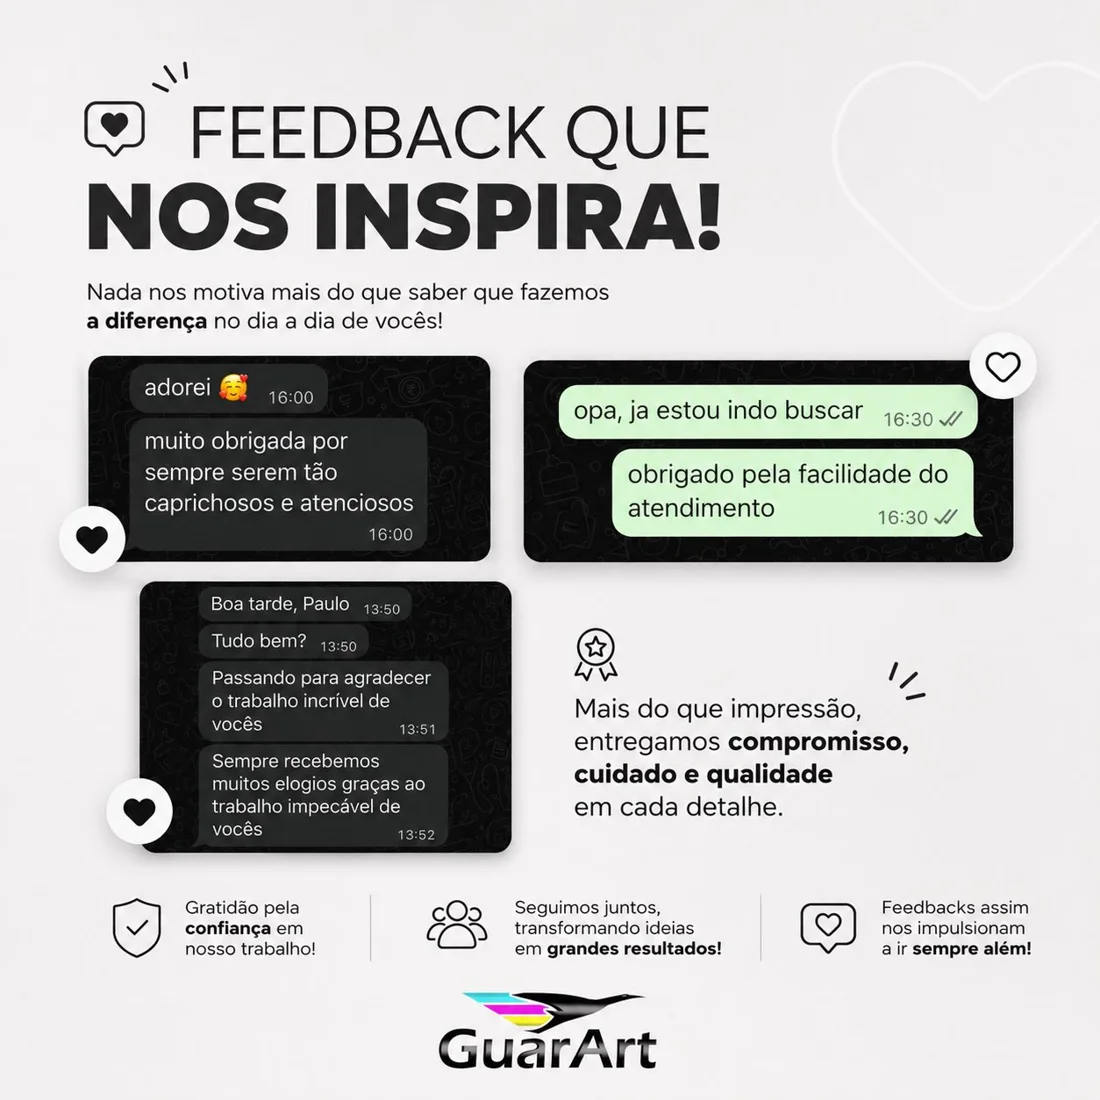 FEEDBACK QUE
NOS INSPIRA!
Nada nos motiva mais do que saber que fazemos
a diferença no dia a dia de vocês!
adorei 🥰 16:00
muito obrigada por
sempre serem tão
caprichosos e atenciosos
16:00
opa, ja estou indo buscar 16:30
obrigado pela facilidade do
atendimento 16:30
Boa tarde, Paulo 13:50
Tudo bem? 13:50
Passando para agradecer
o trabalho incrível de
vocês 13:51
Sempre recebemos
muitos elogios graças ao
trabalho impecável de
vocês 13:52
Mais do que impressão,
entregamos compromisso,
cuidado e qualidade
em cada detalhe.
Gratidão pela
confiança em
nosso trabalho!
Seguimos juntos,
transformando ideias
em grandes resultados!
Feedbacks assim
nos impulsionam
a ir sempre além!
GuarArt